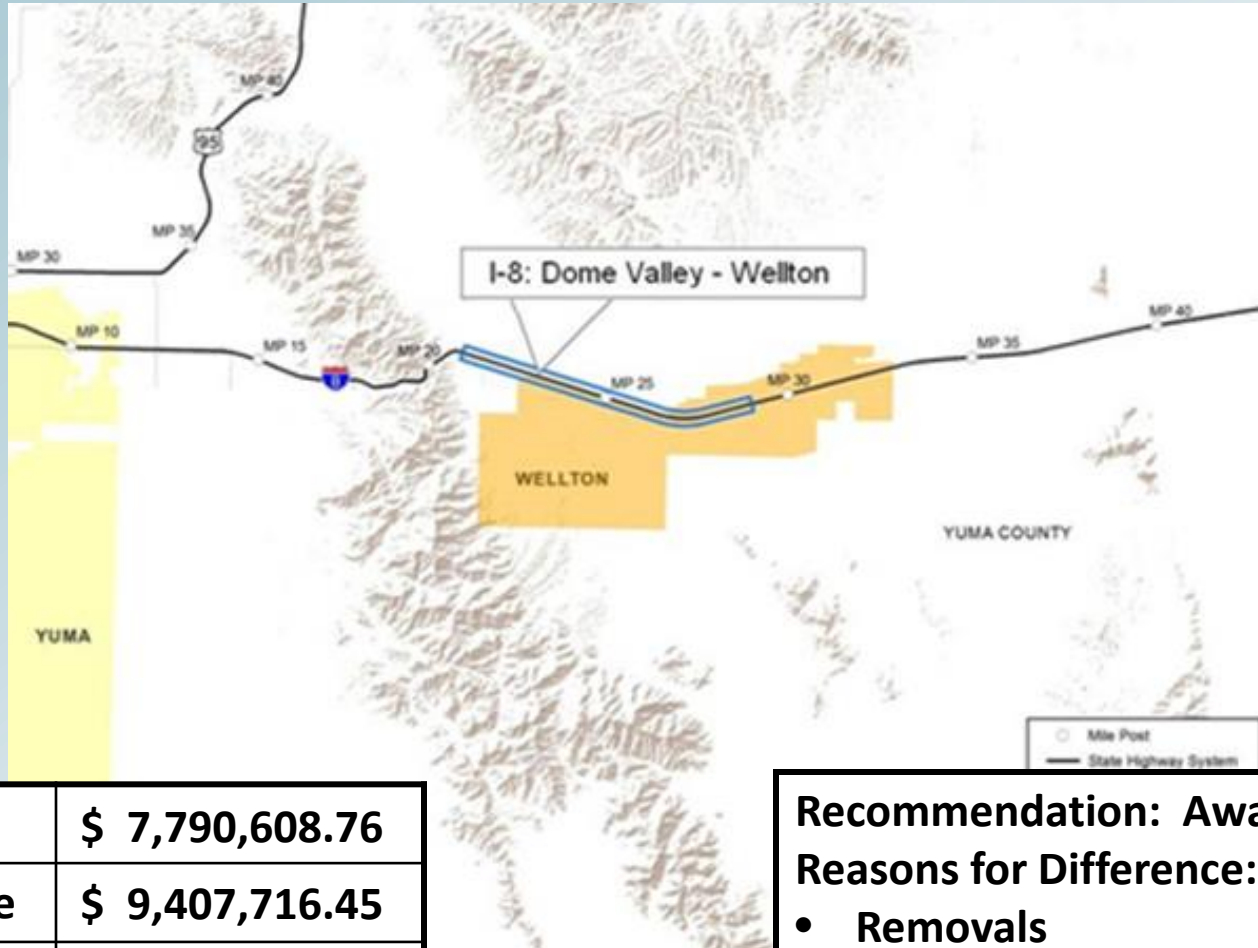 MP 40
95
MP 35
MP 30
I-8: Dome Valley - Wellton
MP 10
MP 15
MP 20
8
MP 25
MP 30
MP 35
MP 40
WELLTON
YUMA COUNTY
YUMA
Mile Post
State Highway System
$ 7,790,608.76
$ 9,407,716.45
Recommendation:
Reasons for Difference:
• Removals